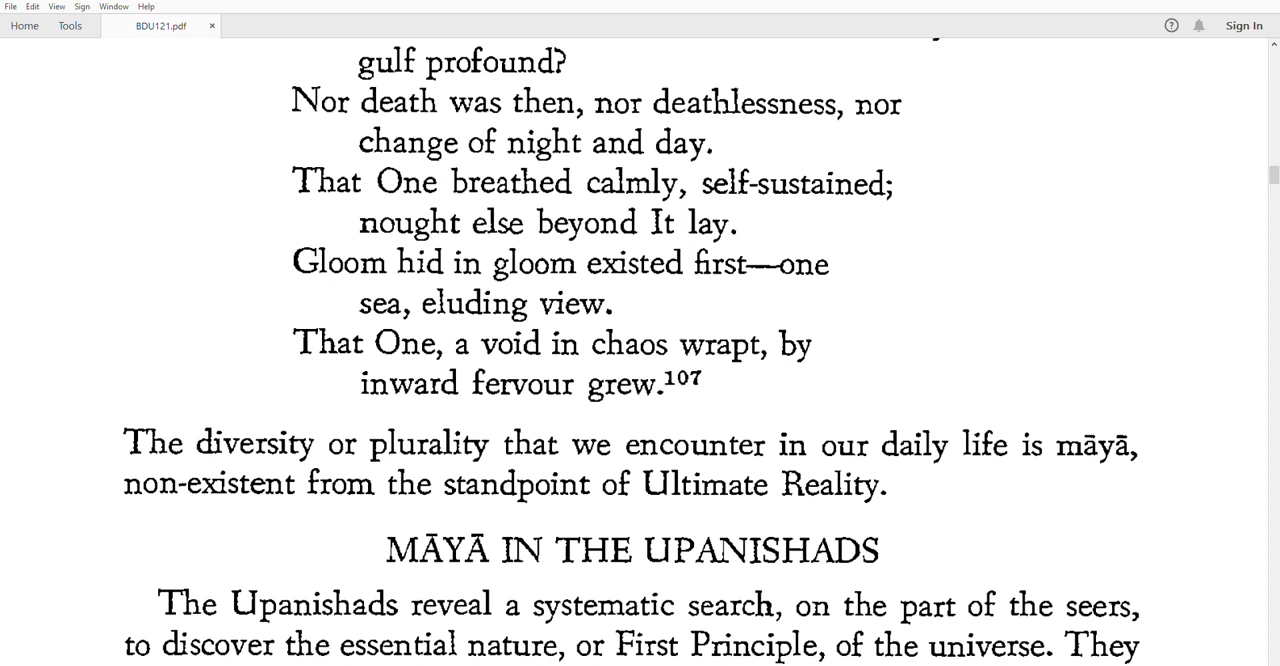 File Edit View Sign Window Help
Home Tools BDU121.pdf × ? Sign In
gulf profound?
Nor death was then, nor deathlessness, nor
change of night and day.
That One breathed calmly, self-sustained;
nought else beyond It lay.
Gloom hid in gloom existed first—one
sea, eluding view.
That One, a void in chaos wrapt, by
inward fervour grew.¹⁰⁷
The diversity or plurality that we encounter in our daily life is māyā,
non-existent from the standpoint of Ultimate Reality.
MĀYĀ IN THE UPANISHADS
The Upanishads reveal a systematic search, on the part of the seers,
to discover the essential nature, or First Principle, of the universe. They